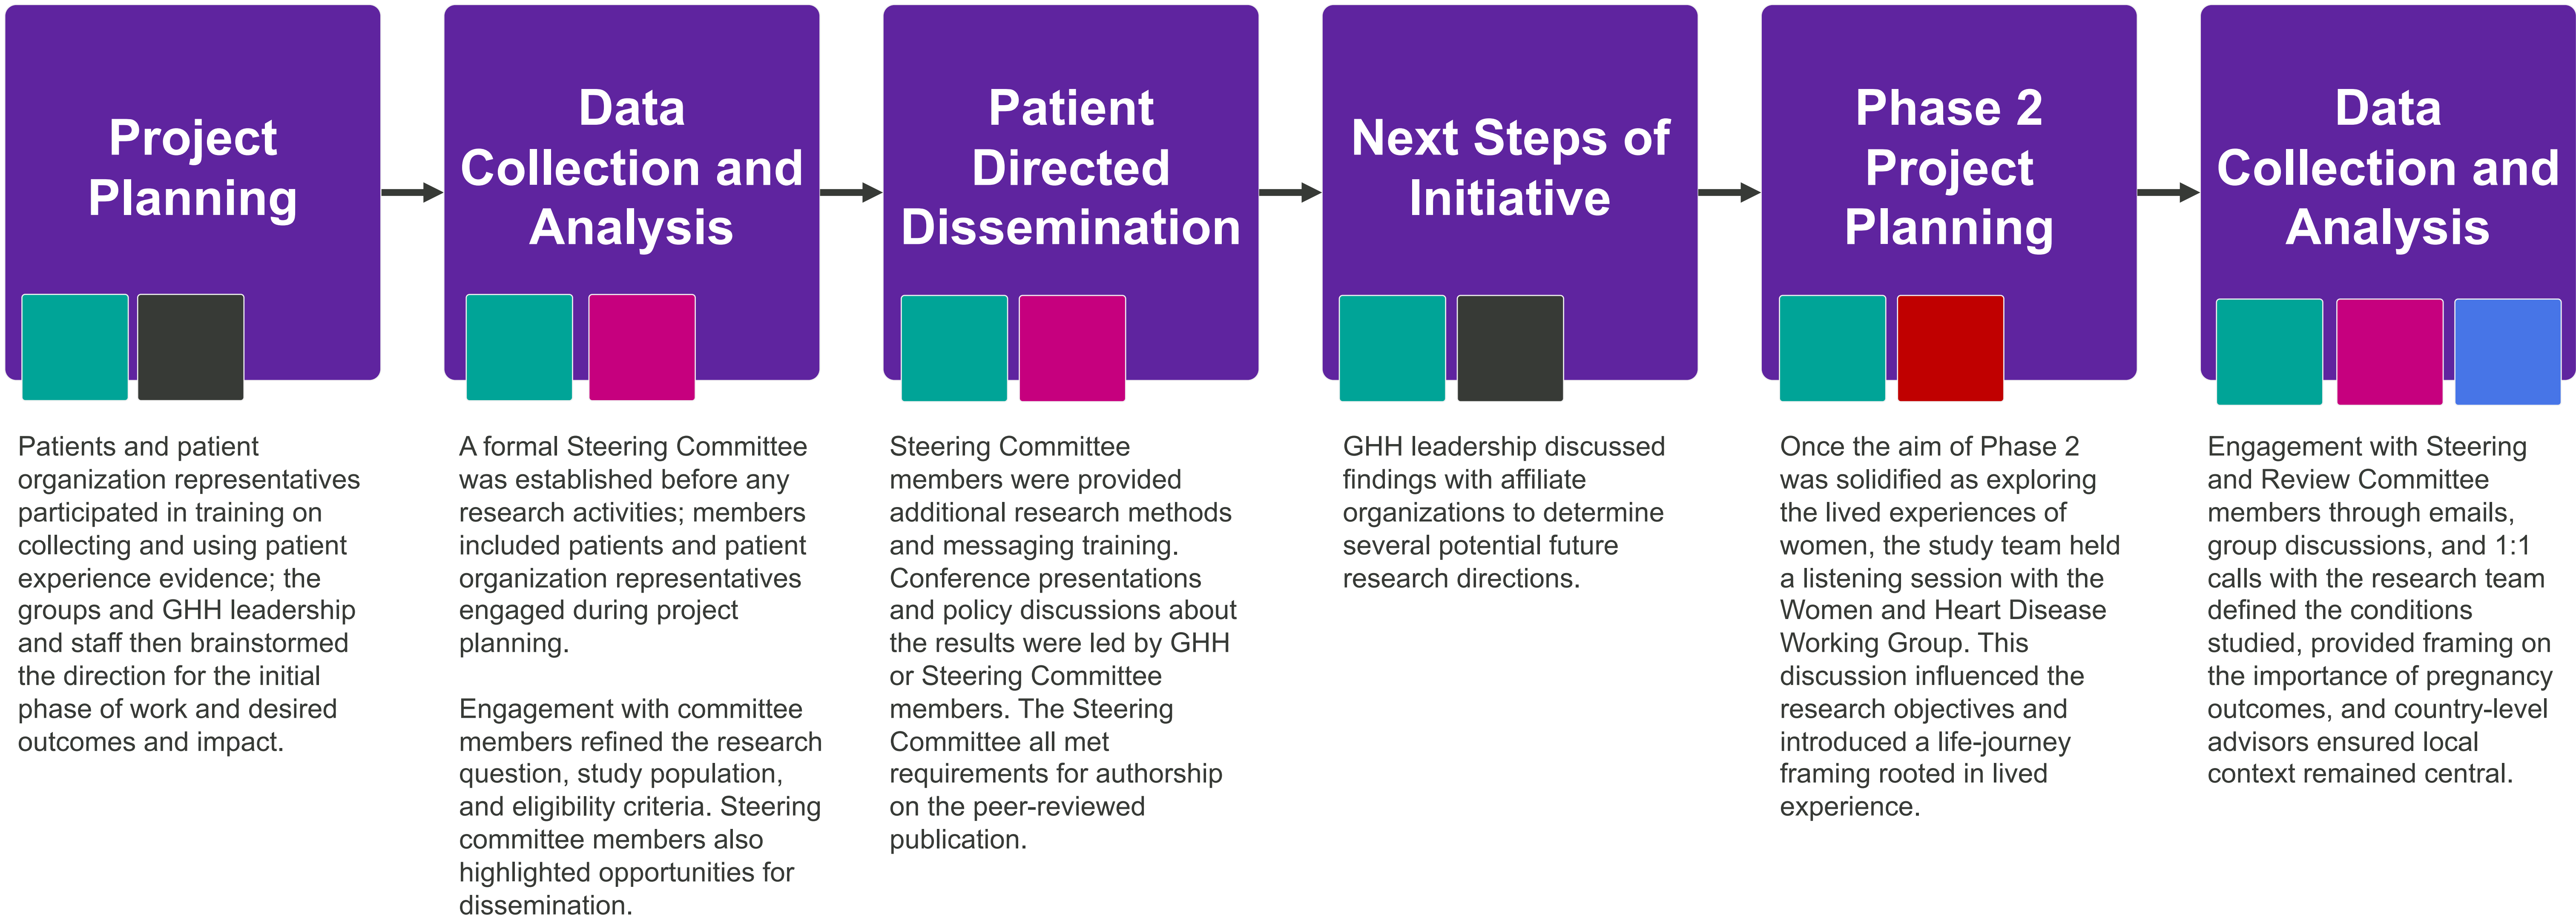 Project
Planning
Data
Collection and
Analysis
Patient
Directed
Dissemination
Next Steps of
Initiative
Phase 2
Project
Planning
Data
Collection and
Analysis
Patients and patient
organization representatives
participated in training on
collecting and using patient
experience evidence; the
groups and GHH leadership
and staff then brainstormed
the direction for the initial
phase of work and desired
outcomes and impact.
A formal Steering Committee
was established before any
research activities; members
included patients and patient
organization representatives
engaged during project
planning.
Engagement with committee
members refined the research
question, study population,
and eligibility criteria. Steering
committee members also
highlighted opportunities for
dissemination.
Steering Committee
members were provided
additional research methods
and messaging training.
Conference presentations
and policy discussions about
the results were led by GHH
or Steering Committee
members. The Steering
Committee all met
requirements for authorship
on the peer-reviewed
publication.
GHH leadership discussed
findings with affiliate
organizations to determine
several potential future
research directions.
Once the aim of Phase 2
was solidified as exploring
the lived experiences of
women, the study team held
a listening session with the
Women and Heart Disease
Working Group. This
discussion influenced the
research objectives and
introduced a life-journey
framing rooted in lived
experience.
Engagement with Steering
and Review Committee
members through emails,
group discussions, and 1:1
calls with the research team
defined the conditions
studied, provided framing on
the importance of pregnancy
outcomes, and country-level
advisors ensured local
context remained central.